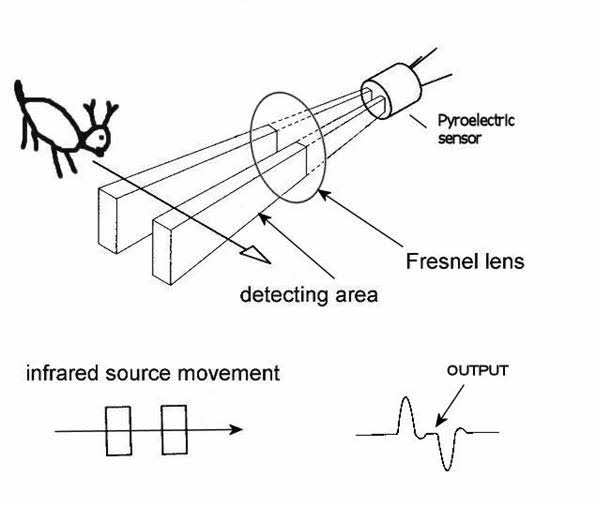 Pyroelectric
sensor
Fresnel lens
detecting area
infrared source movement
OUTPUT